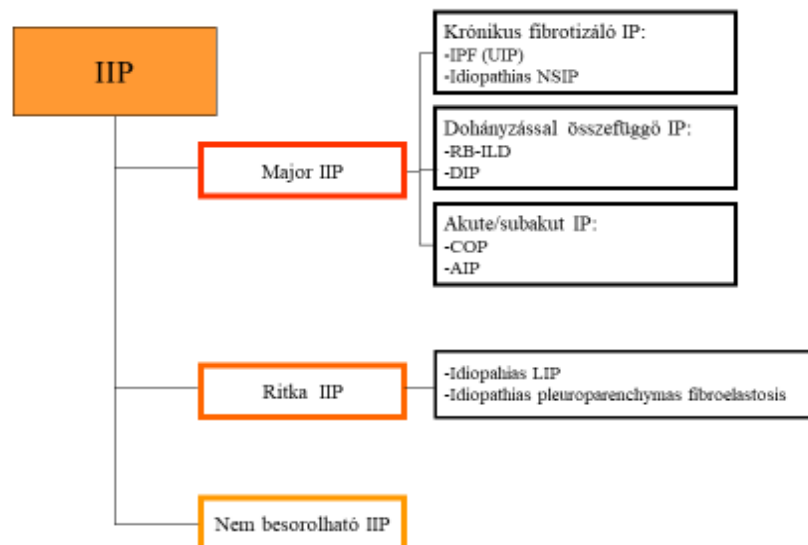 IIP
Major IIP
Krónikus fibrotizáló IP:
-IPF (UIP)
-Idiopathias NSIP
Dohányzással összefüggő IP:
-RB-ILD
-DIP
Akute/subakut IP:
-COP
-AIP
Ritka IIP
-Idiopahias LIP
-Idiopathias pleuroparenchymas fibroelastosis
Nem besorolható IIP